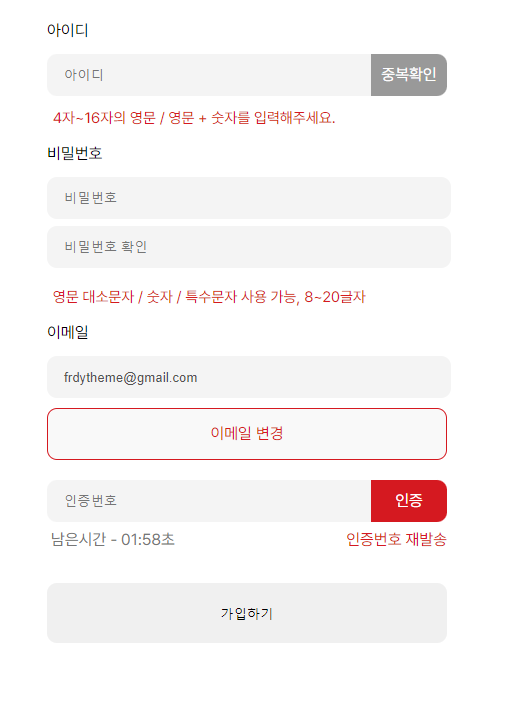 아이디
아이디 중복확인
4자~16자의 영문 / 영문 + 숫자를 입력해주세요.
비밀번호
비밀번호
비밀번호 확인
영문 대소문자 / 숫자 / 특수문자 사용 가능, 8~20글자
이메일
frdytheme@gmail.com
이메일 변경
인증번호 인증
남은시간 - 01:58초 인증번호 재발송
가입하기